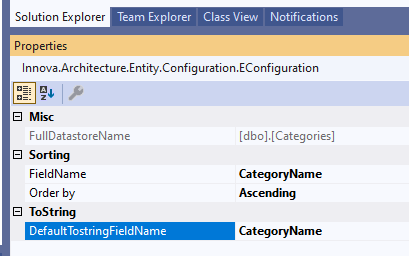 Solution Explorer Team Explorer Class View Notifications
Properties
Innova.Architecture.Entity.Configuration.EConfiguration
Misc
FullDatastoreName [dbo].[Categories]
Sorting
FieldName CategoryName
Order by Ascending
ToString
DefaultTostringFieldName CategoryName